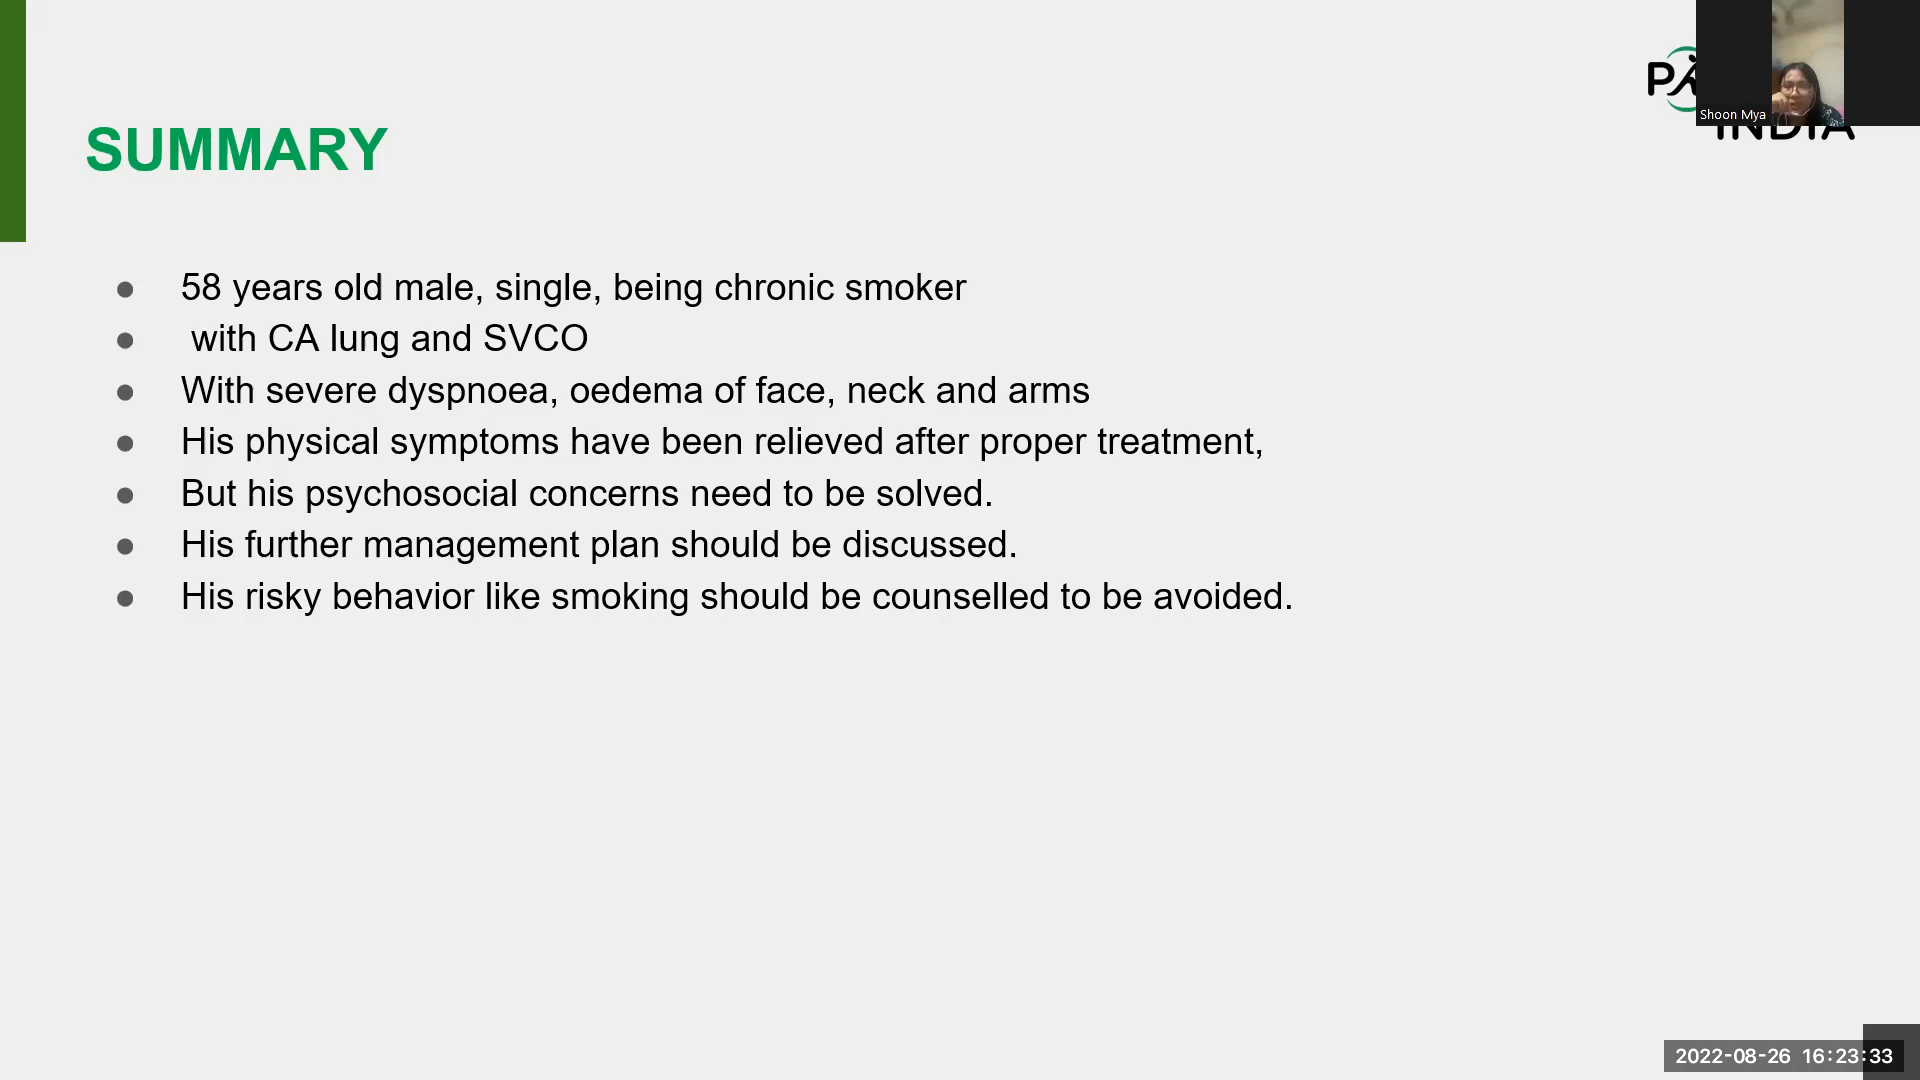 Shoon Mya
INDIA
SUMMARY
● 58 years old male, single, being chronic smoker
● with CA lung and SVCO
● With severe dyspnoea, oedema of face, neck and arms
● His physical symptoms have been relieved after proper treatment,
● But his psychosocial concerns need to be solved.
● His further management plan should be discussed.
● His risky behavior like smoking should be counselled to be avoided.
2022-08-26 16:23:33